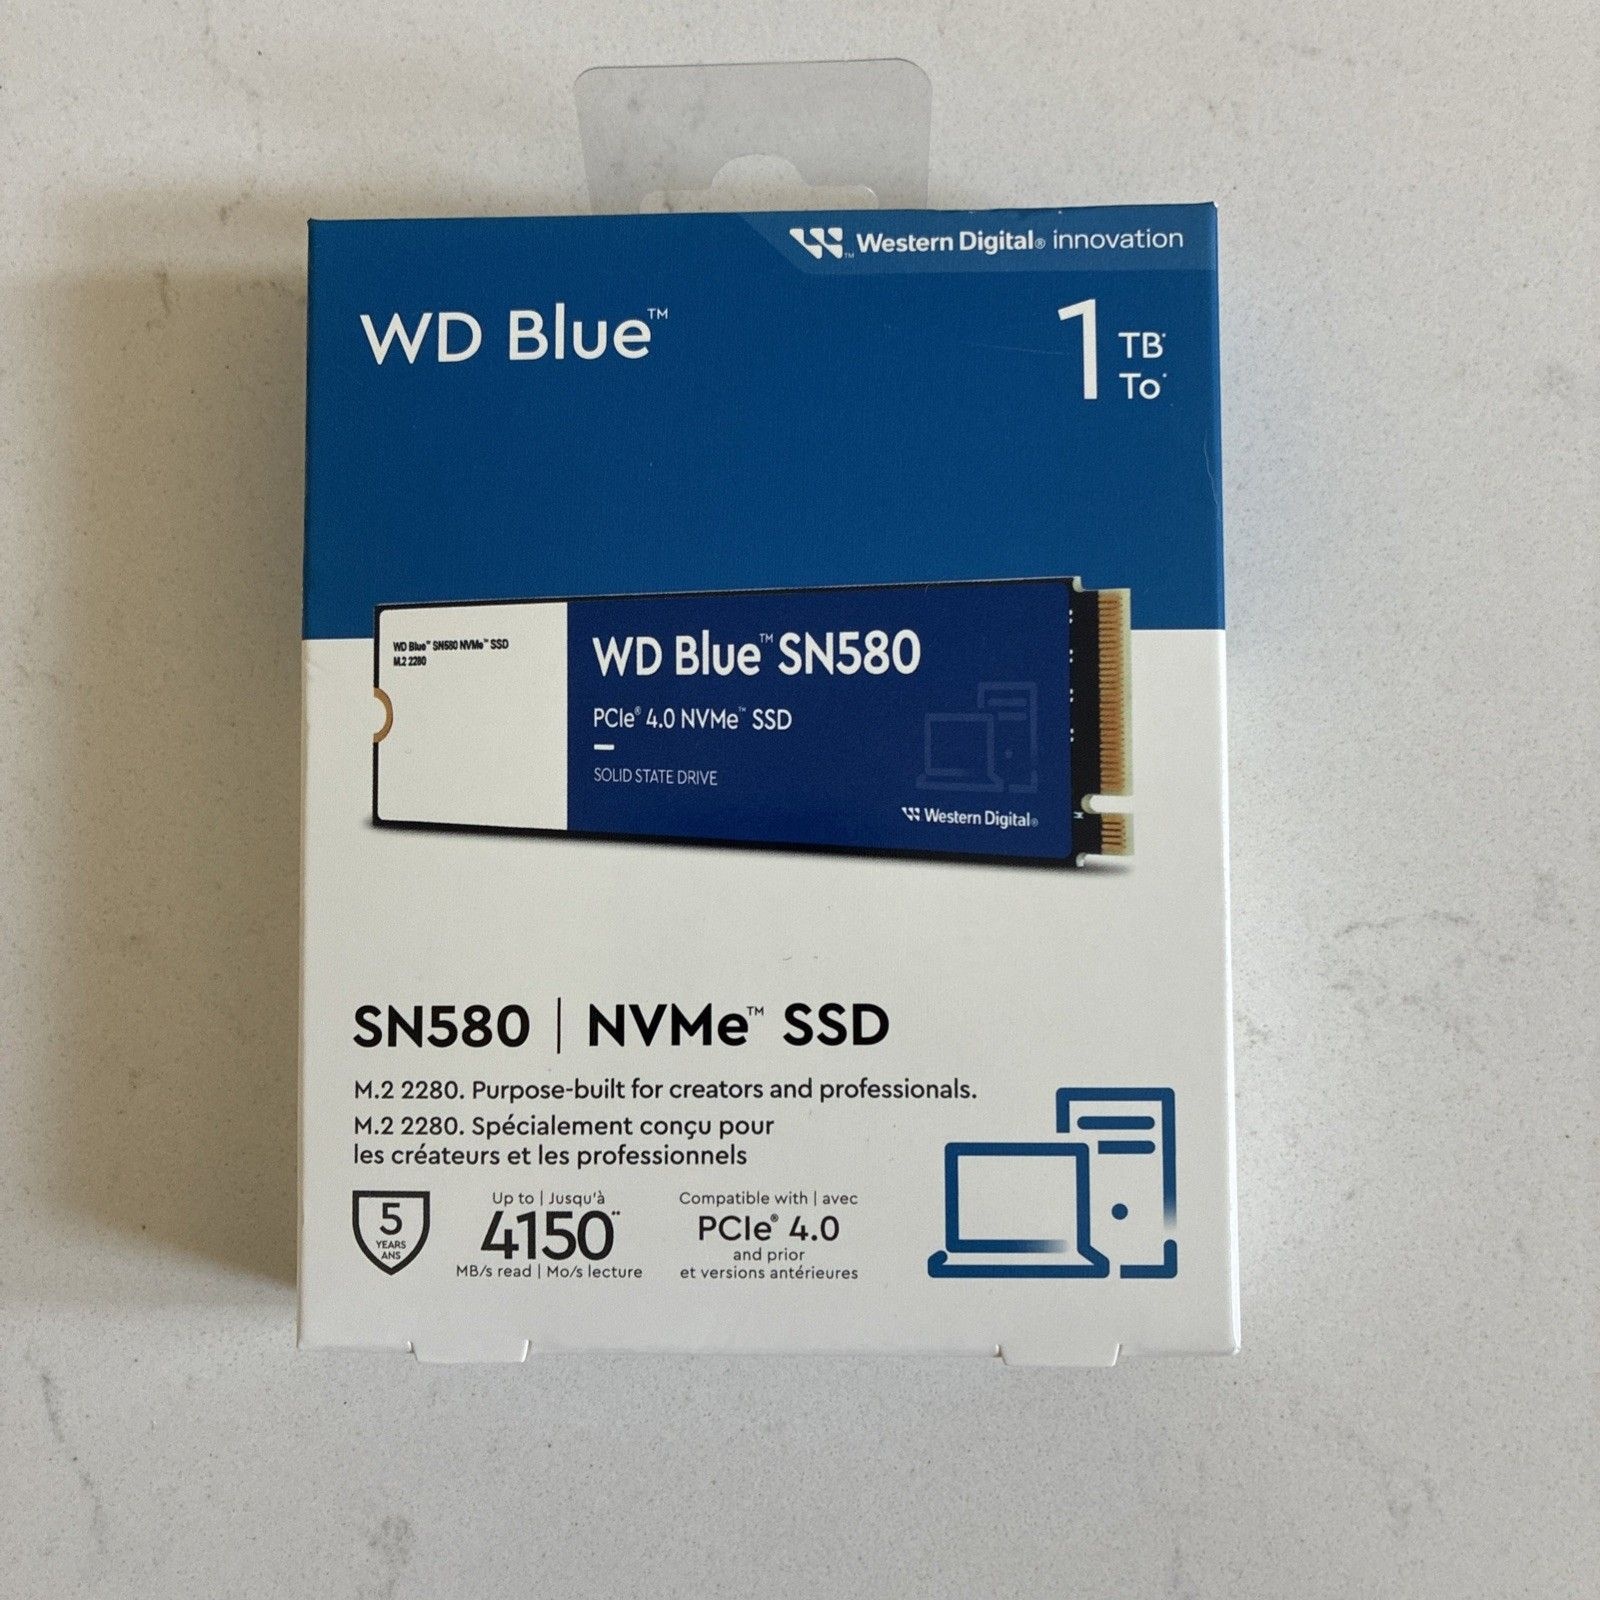 Western Digital® innovation
WD Blue™
1 TB*
To*
WD Blue™ SN580 NVMe™ SSD
M.2 2280
WD Blue™ SN580
PCIe® 4.0 NVMe™ SSD
SOLID STATE DRIVE
Western Digital®
M
SN580 | NVMe™ SSD
M.2 2280. Purpose-built for creators and professionals.
M.2 2280. Spécialement conçu pour
les créateurs et les professionnels
5
YEARS
ANS
Up to | Jusqu'à
4150**
MB/s read | Mo/s lecture
Compatible with | avec
PCIe® 4.0
and prior
et versions antérieures